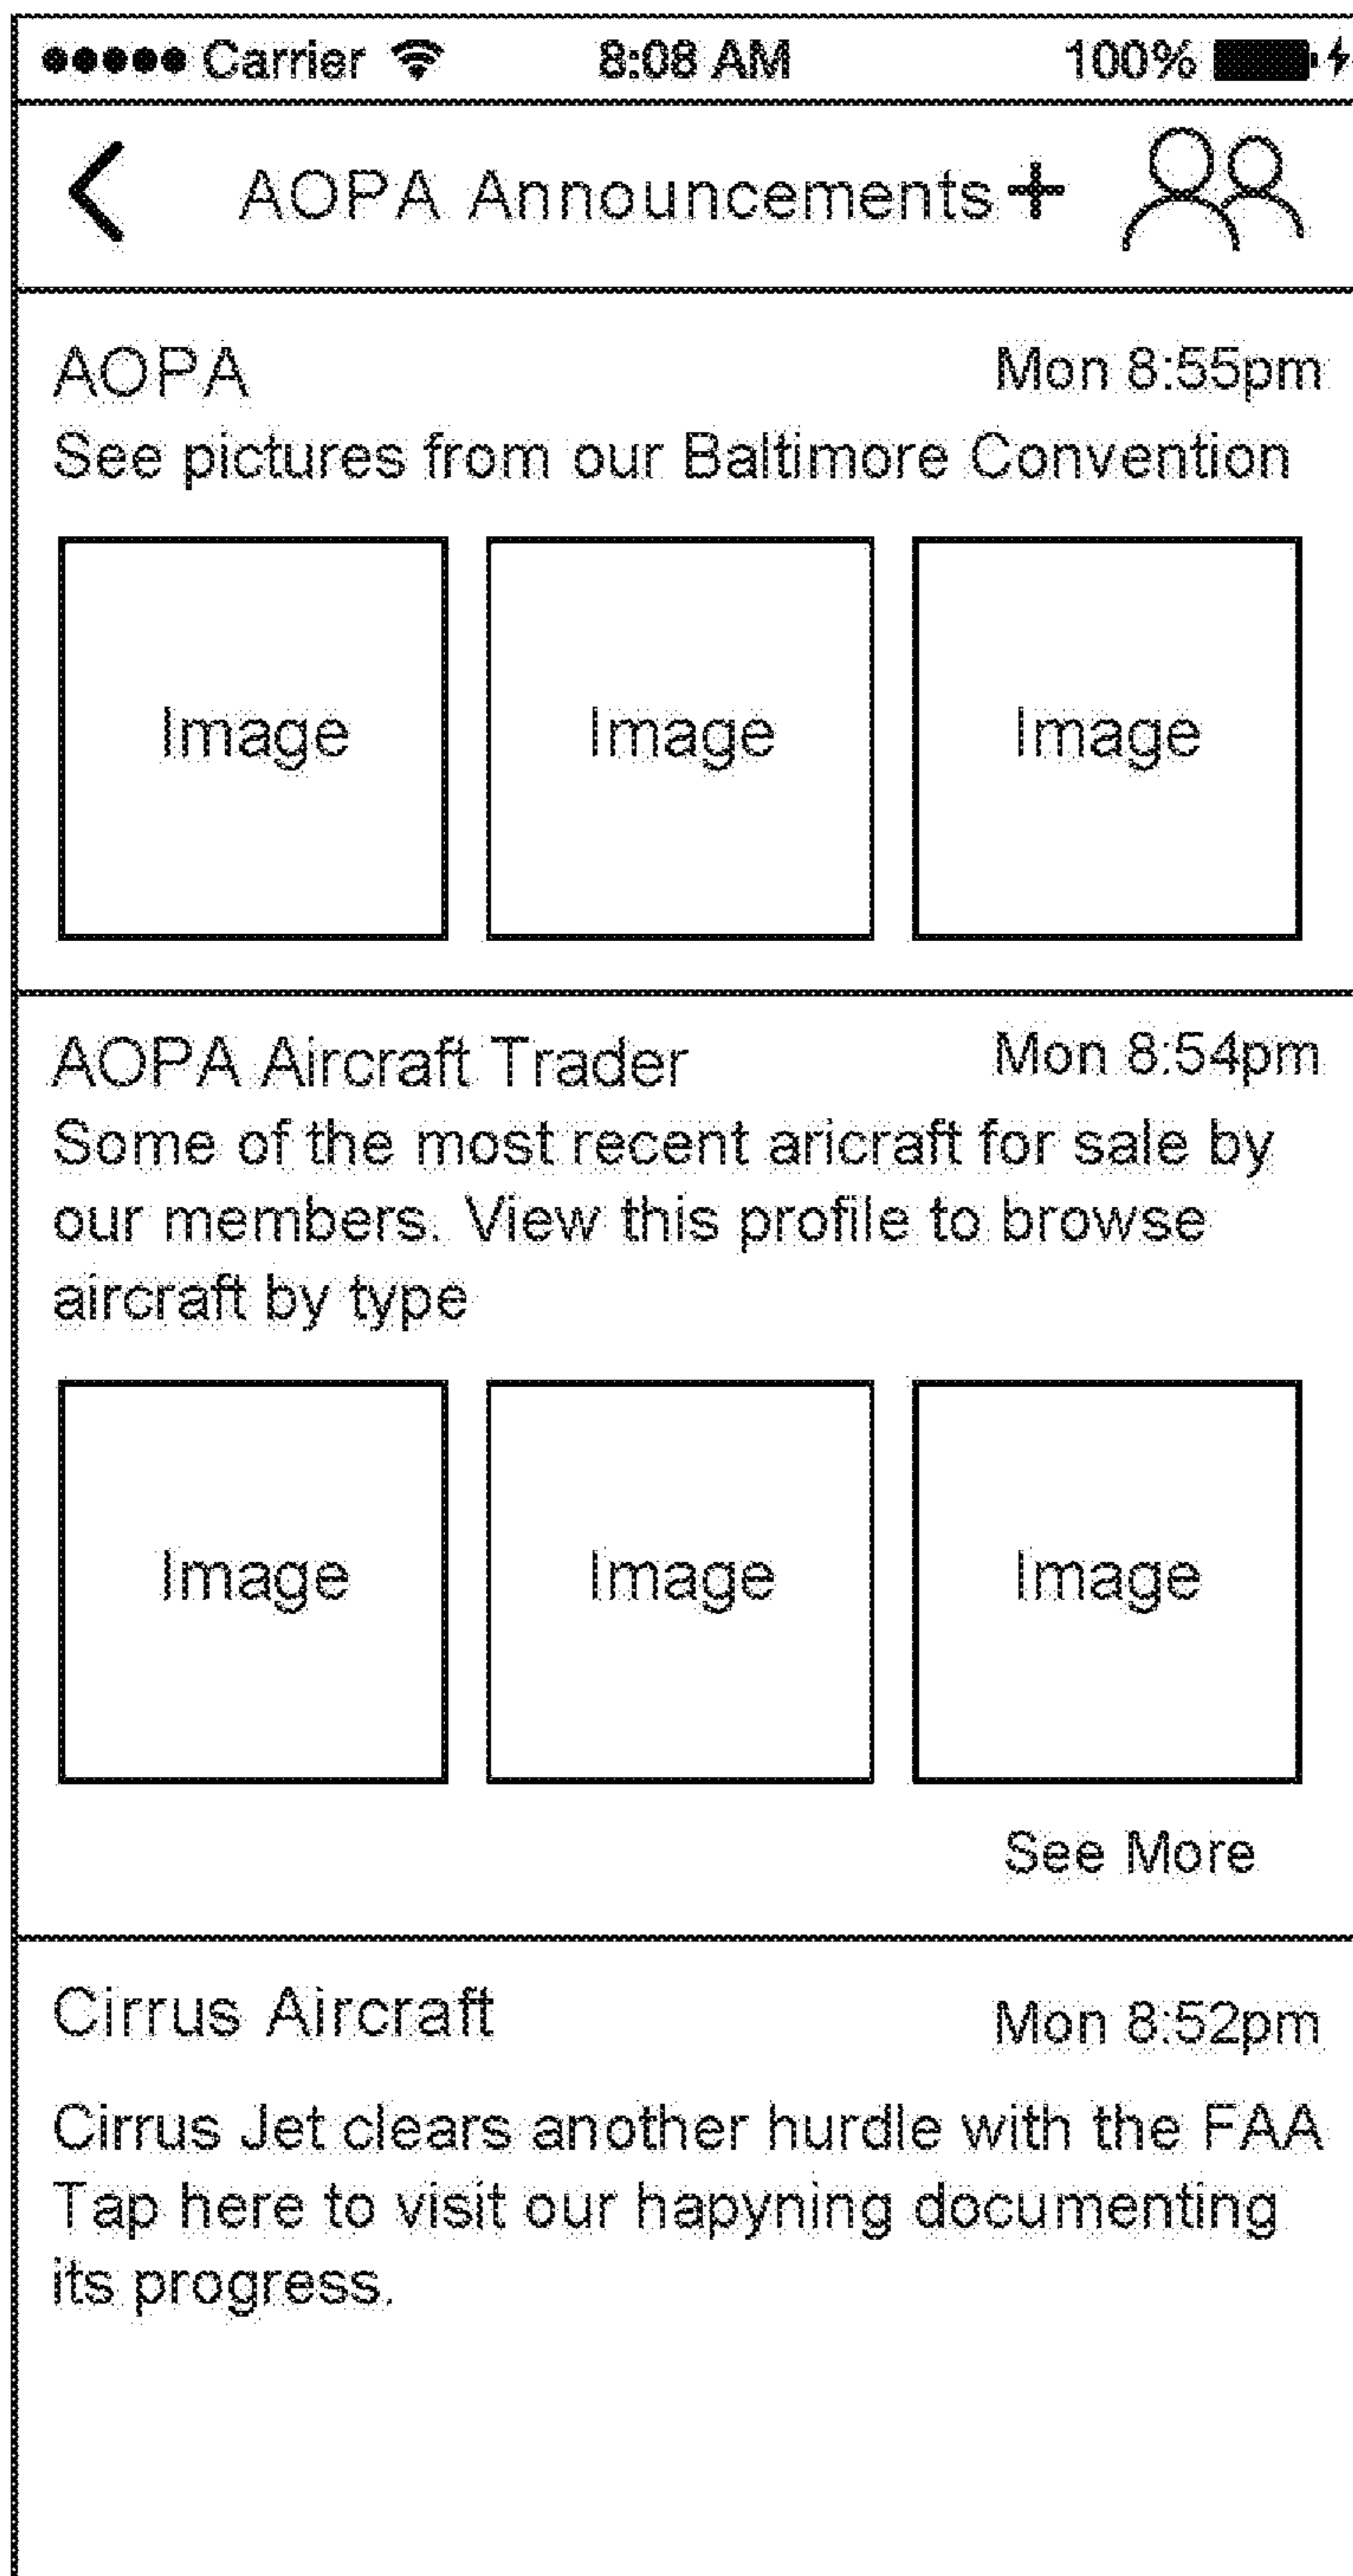 Carrier 8:08 AM 100%
AOPA Announcements+
AOPA Mon 8:55pm
See pictures from our Baltimore Convention
Image Image Image
AOPA Aircraft Trader Mon 8:54pm
Some of the most recent aricraft for sale by
our members. View this profile to browse
aircraft by type
Image Image Image
See More
Cirrus Aircraft Mon 8:52pm
Cirrus Jet clears another hurdle with the FAA
Tap here to visit our hapyning documenting
its progress.